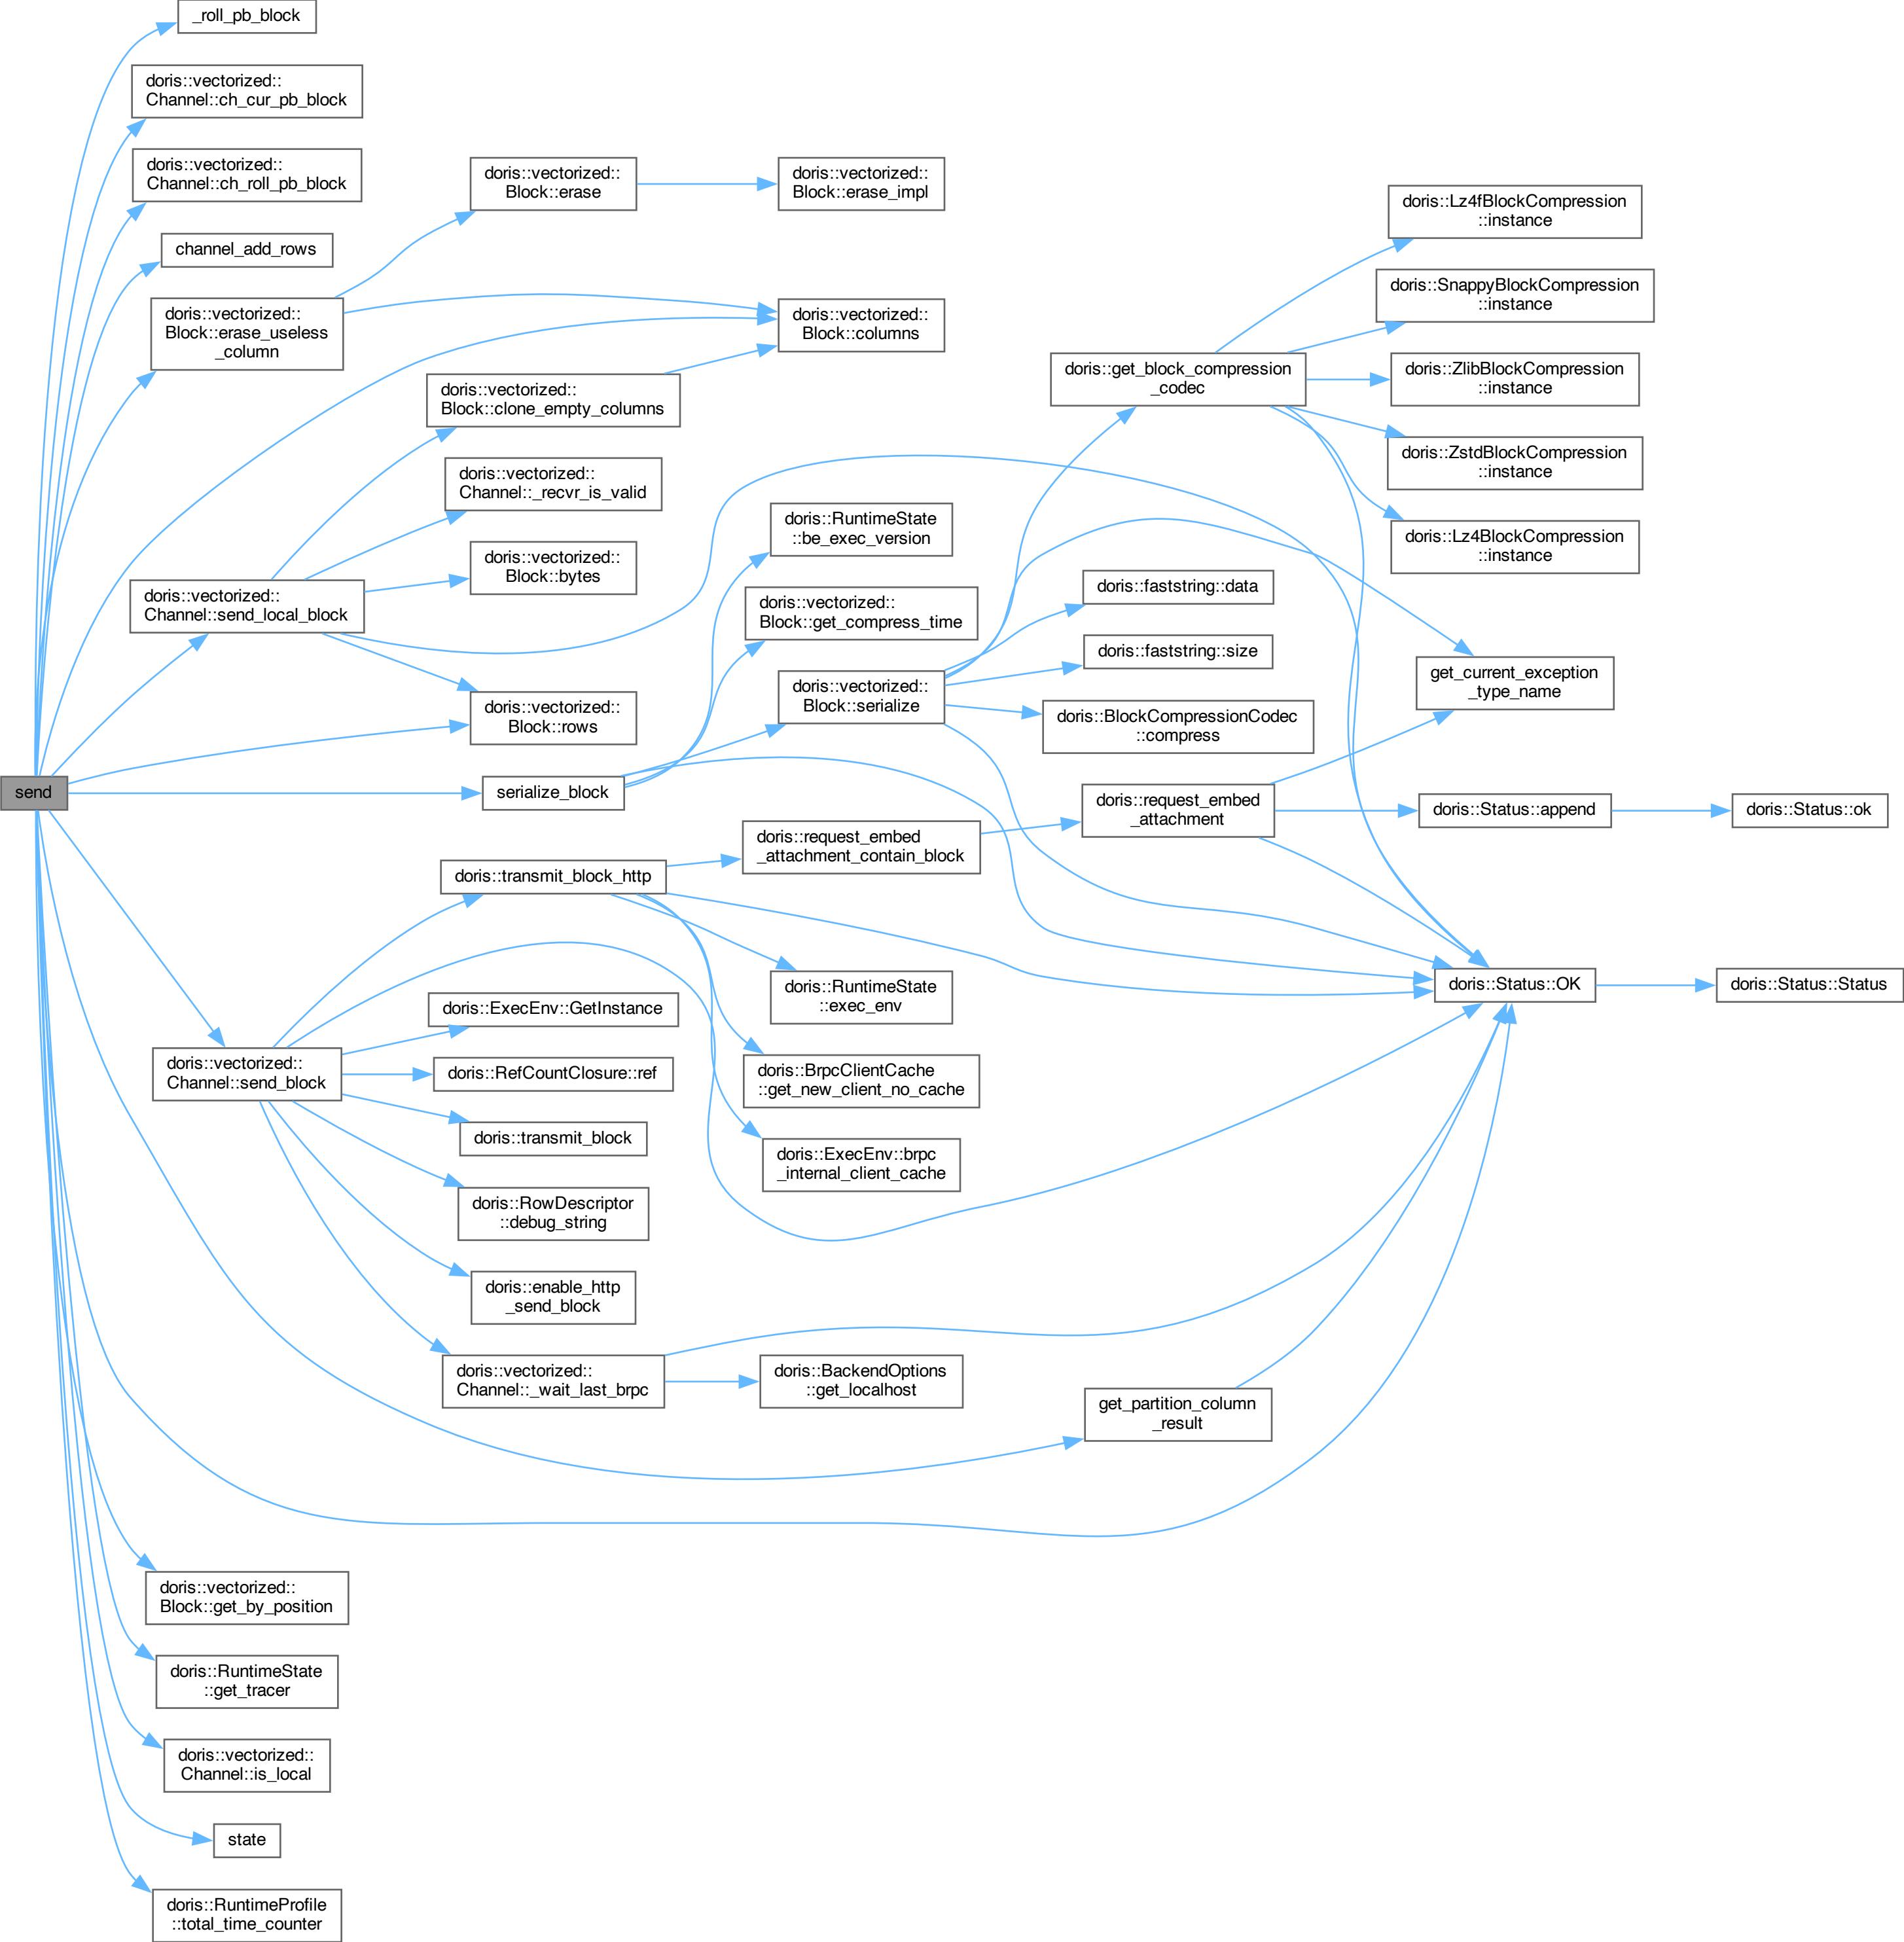 _roll_pb_block
doris::vectorized::
Channel::ch_cur_pb_block
doris::vectorized::
Channel::ch_roll_pb_block
channel_add_rows
doris::vectorized::
Block::erase_useless
_column
doris::vectorized::
Block::erase
doris::vectorized::
Block::erase_impl
doris::vectorized::
Block::columns
doris::vectorized::
Block::clone_empty_columns
doris::vectorized::
Channel::_recvr_is_valid
doris::vectorized::
Block::bytes
doris::vectorized::
Channel::send_local_block
doris::vectorized::
Block::rows
send
serialize_block
doris::RuntimeState
::be_exec_version
doris::vectorized::
Block::get_compress_time
doris::vectorized::
Block::serialize
doris::get_block_compression
_codec
doris::Lz4fBlockCompression
::instance
doris::SnappyBlockCompression
::instance
doris::ZlibBlockCompression
::instance
doris::ZstdBlockCompression
::instance
doris::Lz4BlockCompression
::instance
doris::faststring::data
doris::faststring::size
doris::BlockCompressionCodec
::compress
get_current_exception
_type_name
doris::request_embed
_attachment
doris::Status::append
doris::Status::ok
doris::request_embed
_attachment_contain_block
doris::transmit_block_http
doris::RuntimeState
::exec_env
doris::BrpcClientCache
::get_new_client_no_cache
doris::ExecEnv::brpc
_internal_client_cache
doris::Status::OK
doris::Status::Status
doris::ExecEnv::GetInstance
doris::RefCountClosure::ref
doris::vectorized::
Channel::send_block
doris::transmit_block
doris::RowDescriptor
::debug_string
doris::enable_http
_send_block
doris::vectorized::
Channel::_wait_last_brpc
doris::BackendOptions
::get_localhost
get_partition_column
_result
doris::vectorized::
Block::get_by_position
doris::RuntimeState
::get_tracer
doris::vectorized::
Channel::is_local
state
doris::RuntimeProfile
::total_time_counter